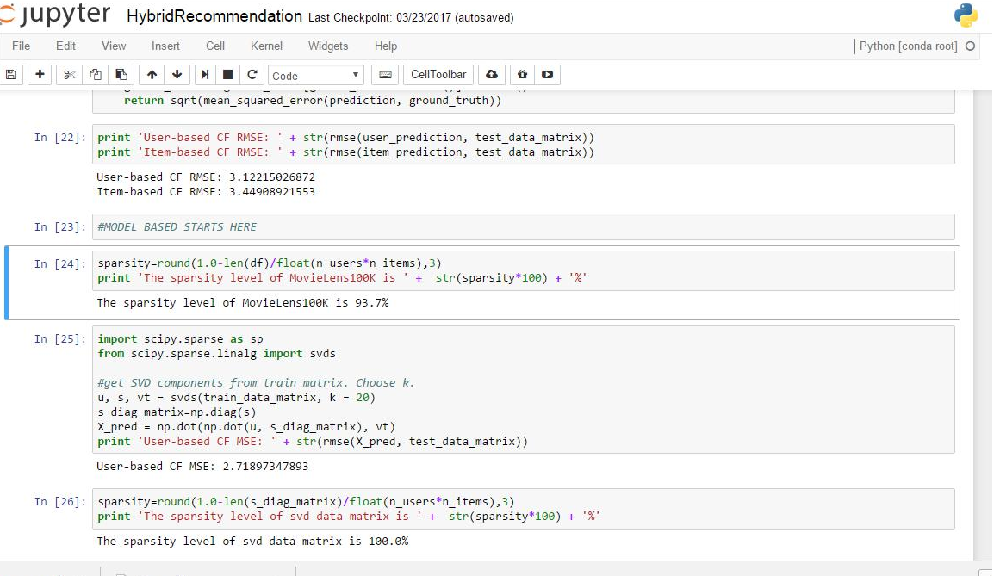 jupyter HybridRecommendation Last Checkpoint: 03/23/2017 (autosaved)
File Edit View Insert Cell Kernel Widgets Help Python [conda root]
Code CellToolbar
return sqrt(mean_squared_error(prediction, ground_truth))
In [22]: print 'User-based CF RMSE: ' + str(rmse(user_prediction, test_data_matrix))
print 'Item-based CF RMSE: ' + str(rmse(item_prediction, test_data_matrix))
User-based CF RMSE: 3.12215026872
Item-based CF RMSE: 3.44908921553
In [23]: #MODEL BASED STARTS HERE
In [24]: sparsity=round(1.0-len(df)/float(n_users*n_items),3)
print 'The sparsity level of MovieLens100K is ' +  str(sparsity*100) + '%'
The sparsity level of MovieLens100K is 93.7%
In [25]: import scipy.sparse as sp
from scipy.sparse.linalg import svds
#get SVD components from train matrix. Choose k.
u, s, vt = svds(train_data_matrix, k = 20)
s_diag_matrix=np.diag(s)
X_pred = np.dot(np.dot(u, s_diag_matrix), vt)
print 'User-based CF MSE: ' + str(rmse(X_pred, test_data_matrix))
User-based CF MSE: 2.71897347893
In [26]: sparsity=round(1.0-len(s_diag_matrix)/float(n_users*n_items),3)
print 'The sparsity level of svd data matrix is ' +  str(sparsity*100) + '%'
The sparsity level of svd data matrix is 100.0%